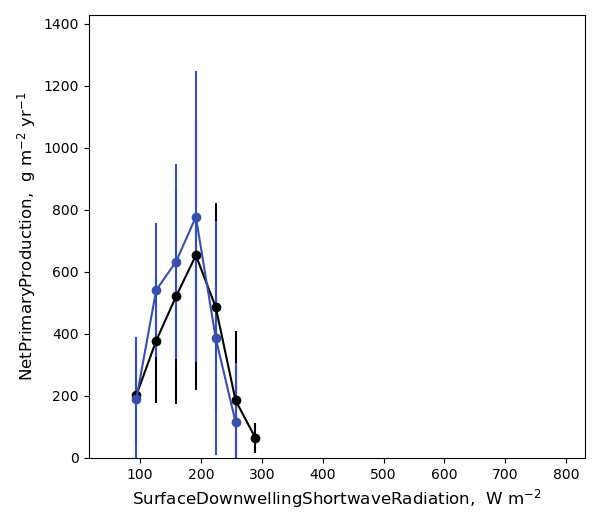 1400
1200
1000
800
600
400
200
0
NetPrimaryProduction,  g m⁻² yr⁻¹
100 200 300 400 500 600 700 800
SurfaceDownwellingShortwaveRadiation,  W m⁻²